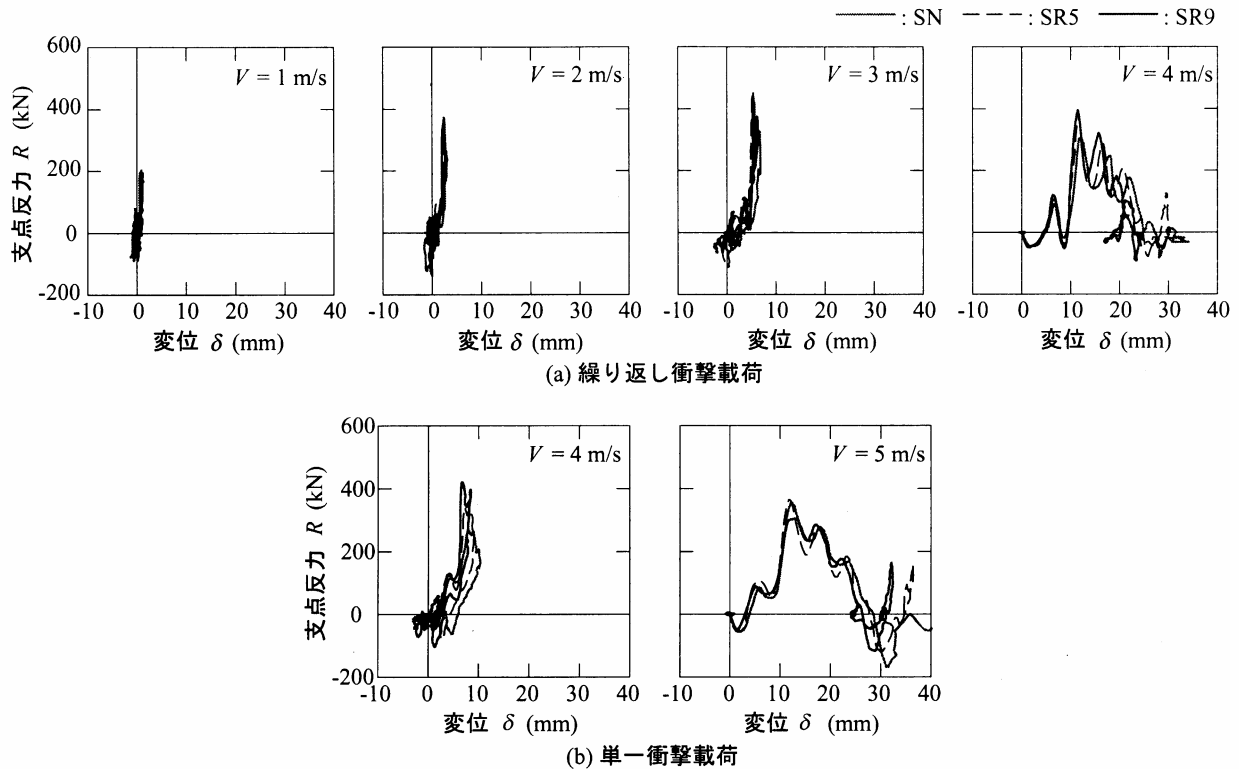 : SN : SR5 : SR9
支点反力 R (kN)
600
400
200
0
-200
V = 1 m/s
V = 2 m/s
V = 3 m/s
V = 4 m/s
-10 0 10 20 30 40
-10 0 10 20 30 40
-10 0 10 20 30 40
-10 0 10 20 30 40
変位 δ (mm)
変位 δ (mm)
変位 δ (mm)
変位 δ (mm)
(a) 繰り返し衝撃載荷
支点反力 R (kN)
600
400
200
0
-200
V = 4 m/s
V = 5 m/s
-10 0 10 20 30 40
-10 0 10 20 30 40
変位 δ (mm)
変位 δ (mm)
(b) 単一衝撃載荷